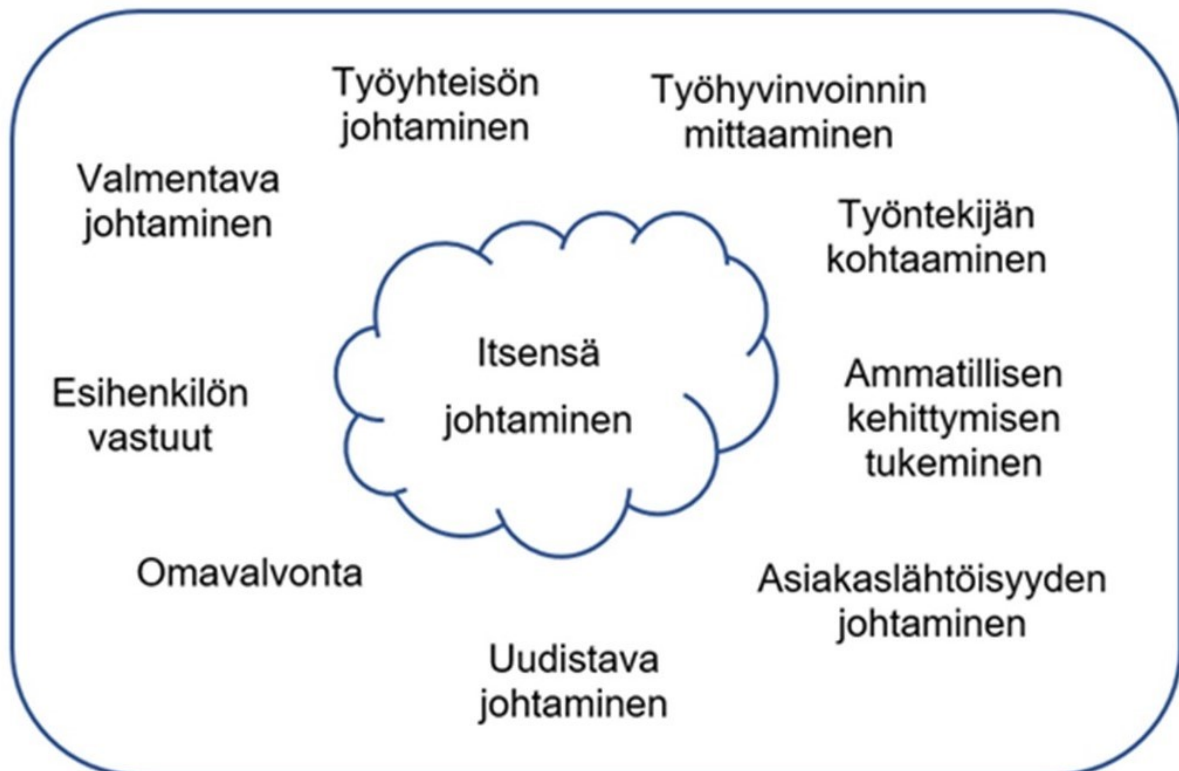 Työyhteisön
johtaminen
Työhyvinvoinnin
mittaaminen
Valmentava
johtaminen
Työntekijän
kohtaaminen
Itsensä
johtaminen
Esihenkilön
vastuut
Ammatillisen
kehittymisen
tukeminen
Omavalvonta
Asiakaslähtöisyyden
johtaminen
Uudistava
johtaminen